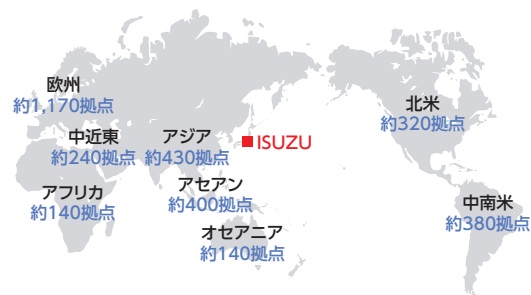 欧州
約1,170拠点
中近東
約240拠点
アフリカ
約140拠点
アジア
約430拠点
ISUZU
アセアン
約400拠点
オセアニア
約140拠点
北米
約320拠点
中南米
約380拠点